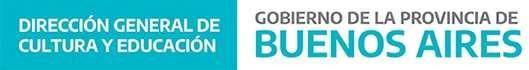 DIRECCIÓN GENERAL DE
CULTURA Y EDUCACIÓN
GOBIERNO DE LA PROVINCIA DE
BUENOS AIRES